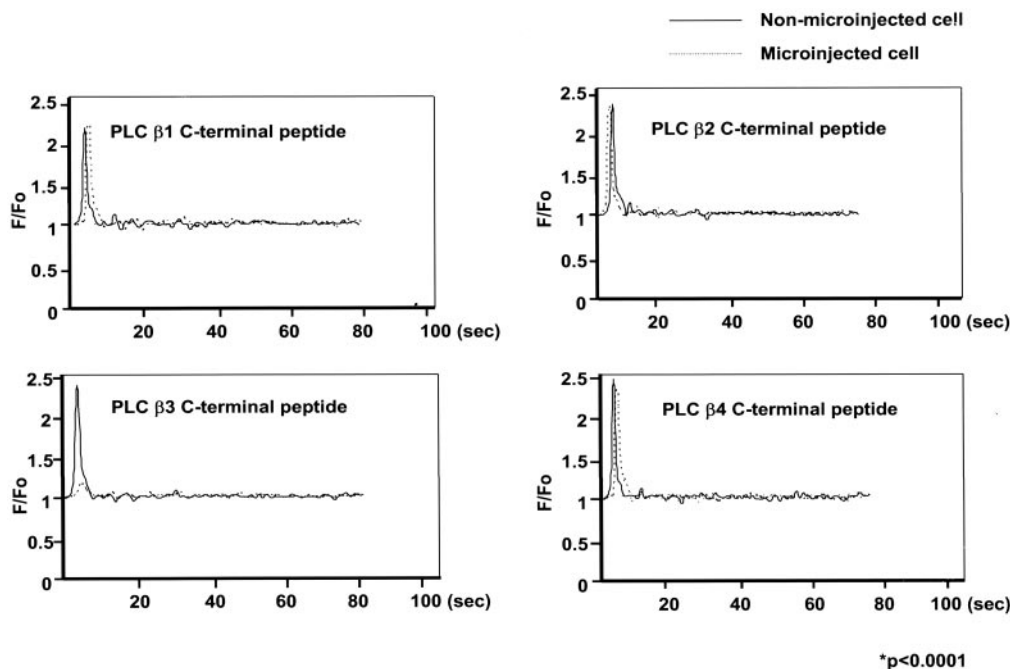 Non-microinjected cell
Microinjected cell
PLC β1 C-terminal peptide
F/Fo
2.5
2
1.5
1
0.5
0
20 40 60 80 100 (sec)
PLC β2 C-terminal peptide
F/Fo
2.5
2
1.5
1
0.5
0
20 40 60 80 100 (sec)
PLC β3 C-terminal peptide
F/Fo
2.5
2
1.5
1
0.5
0
20 40 60 80 100 (sec)
PLC β4 C-terminal peptide
F/Fo
2.5
2
1.5
1
0.5
0
20 40 60 80 100 (sec)
*p<0.0001